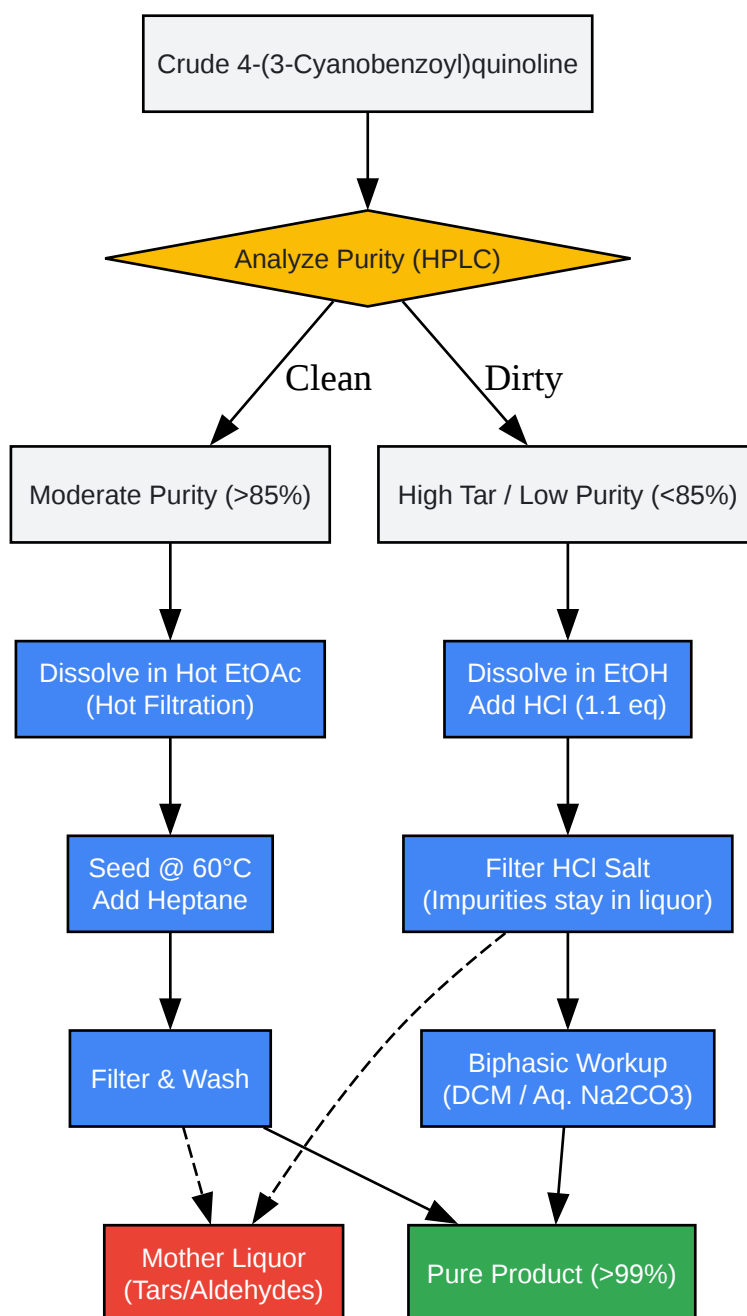 Crude 4-(3-Cyanobenzoyl)quinoline
Analyze Purity (HPLC)
Clean
Dirty
Moderate Purity (>85%)
High Tar / Low Purity (<85%)
Dissolve in Hot EtOAc
(Hot Filtration)
Dissolve in EtOH
Add HCl (1.1 eq)
Seed @ 60°C
Add Heptane
Filter HCl Salt
(Impurities stay in liquor)
Filter & Wash
Biphasic Workup
(DCM / Aq. Na2CO3)
Mother Liquor
(Tars/Aldehydes)
Pure Product (>99%)